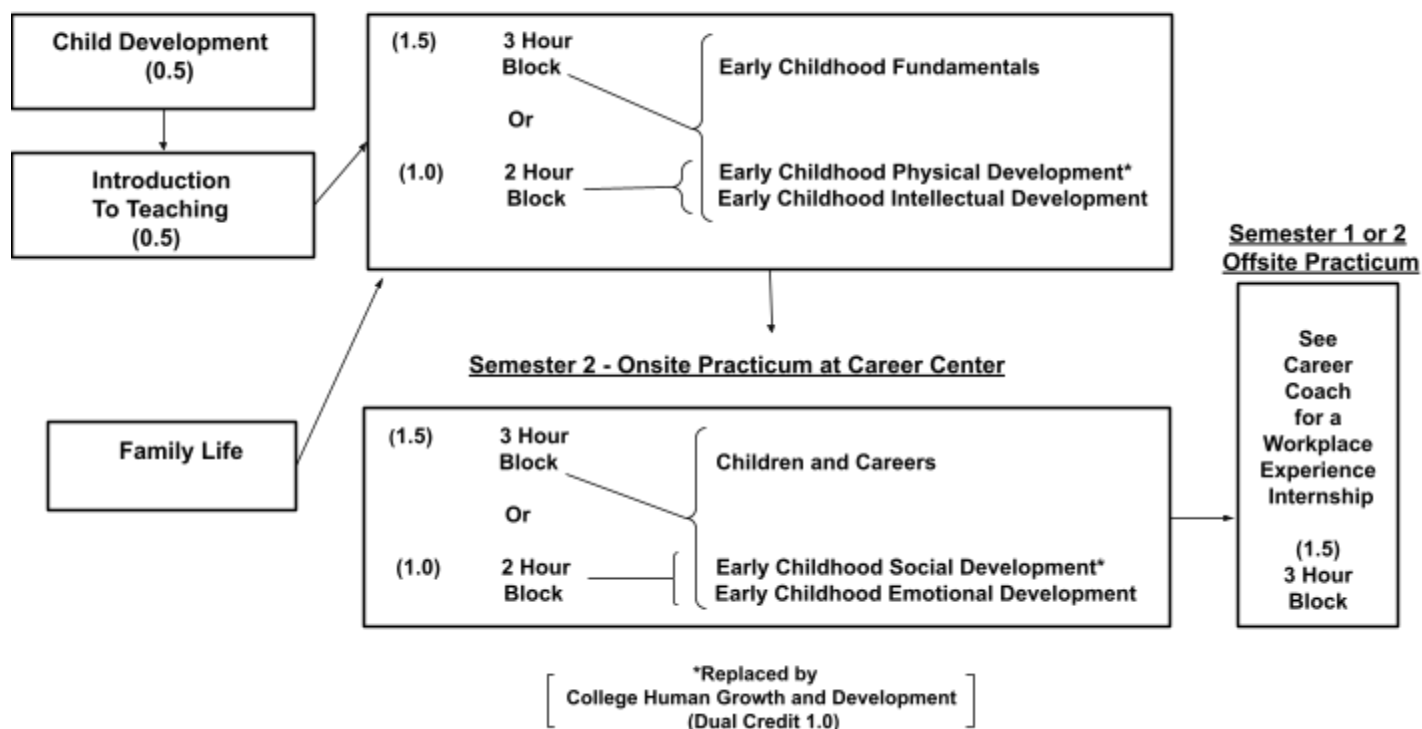 Child Development
(0.5)
Introduction
To Teaching
(0.5)
(1.5) 3 Hour
Block
Early Childhood Fundamentals
Or
(1.0) 2 Hour
Block
Early Childhood Physical Development*
Early Childhood Intellectual Development
Semester 1 or 2
Offsite Practicum
See
Career
Coach
for a
Workplace
Experience
Internship
(1.5)
3 Hour
Block
Semester 2 - Onsite Practicum at Career Center
Family Life
(1.5) 3 Hour
Block
Children and Careers
Or
(1.0) 2 Hour
Block
Early Childhood Social Development*
Early Childhood Emotional Development
*Replaced by
College Human Growth and Development
(Dual Credit 1.0)